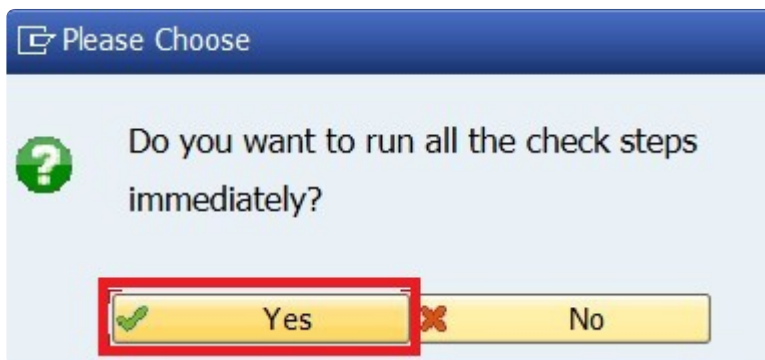 Please Choose
Do you want to run all the check steps
immediately?
Yes No